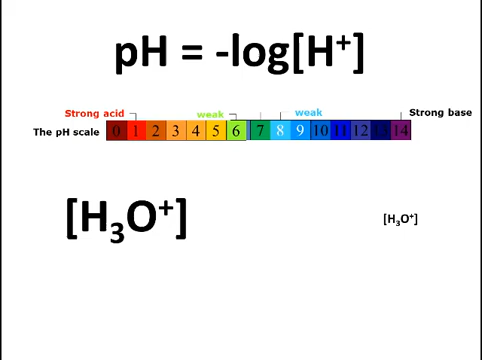 pH = -log[H⁺]
Strong acid weak weak Strong base
The pH scale 0 1 2 3 4 5 6 7 8 9 10 11 12 13 14
[H₃O⁺] [H₃O⁺]